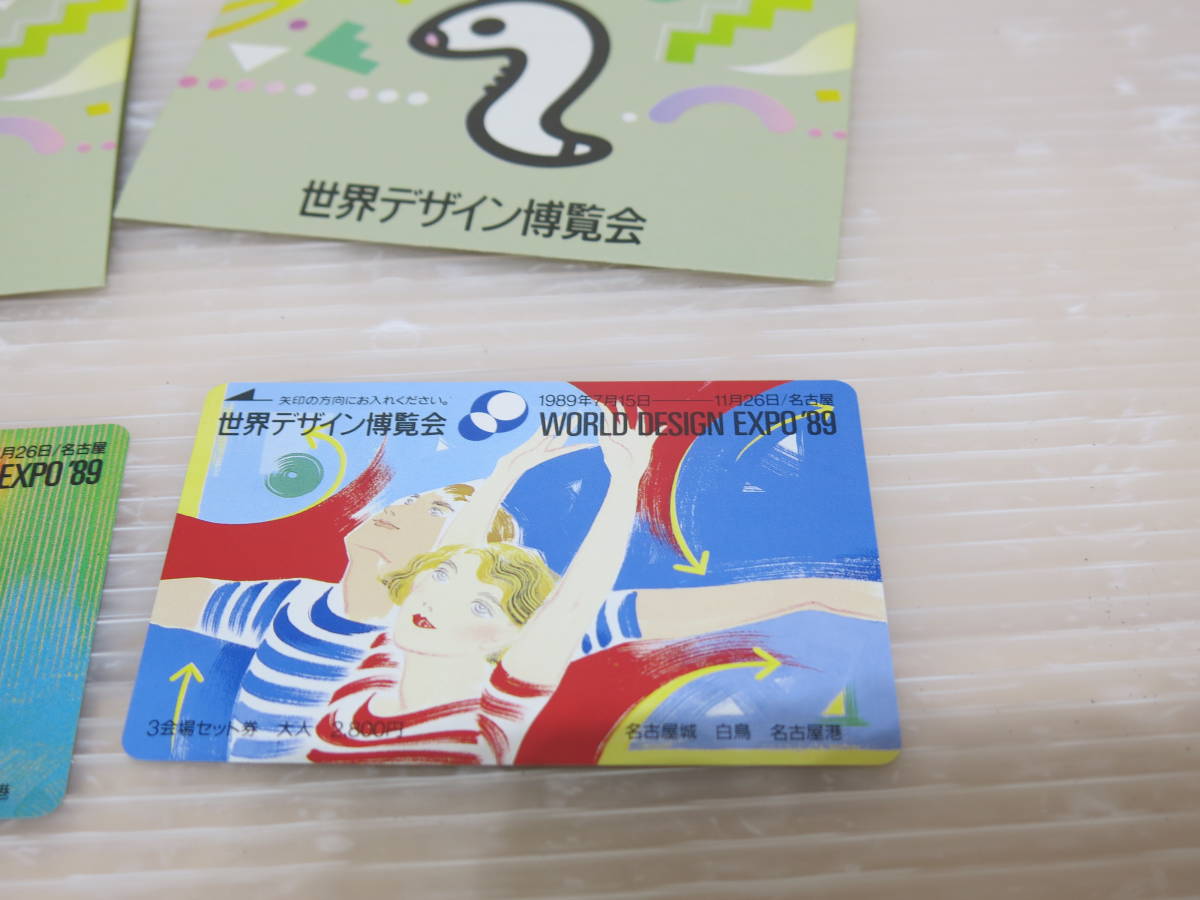 世界デザイン博覧会
矢印の方向にお入れください。
世界デザイン博覧会
1989年7月15日―――11月26日/名古屋
WORLD DESIGN EXPO '89
3会場セット券 大人 2,800円
名古屋城 白鳥 名古屋港
月26日/名古屋
EXPO '89
港